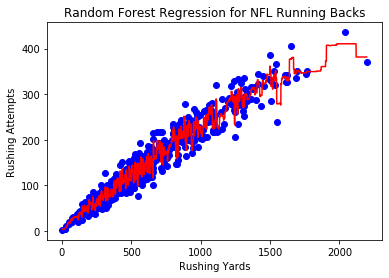 Random Forest Regression for NFL Running Backs
400
300
200
100
0
Rushing Attempts
0 500 1000 1500 2000
Rushing Yards